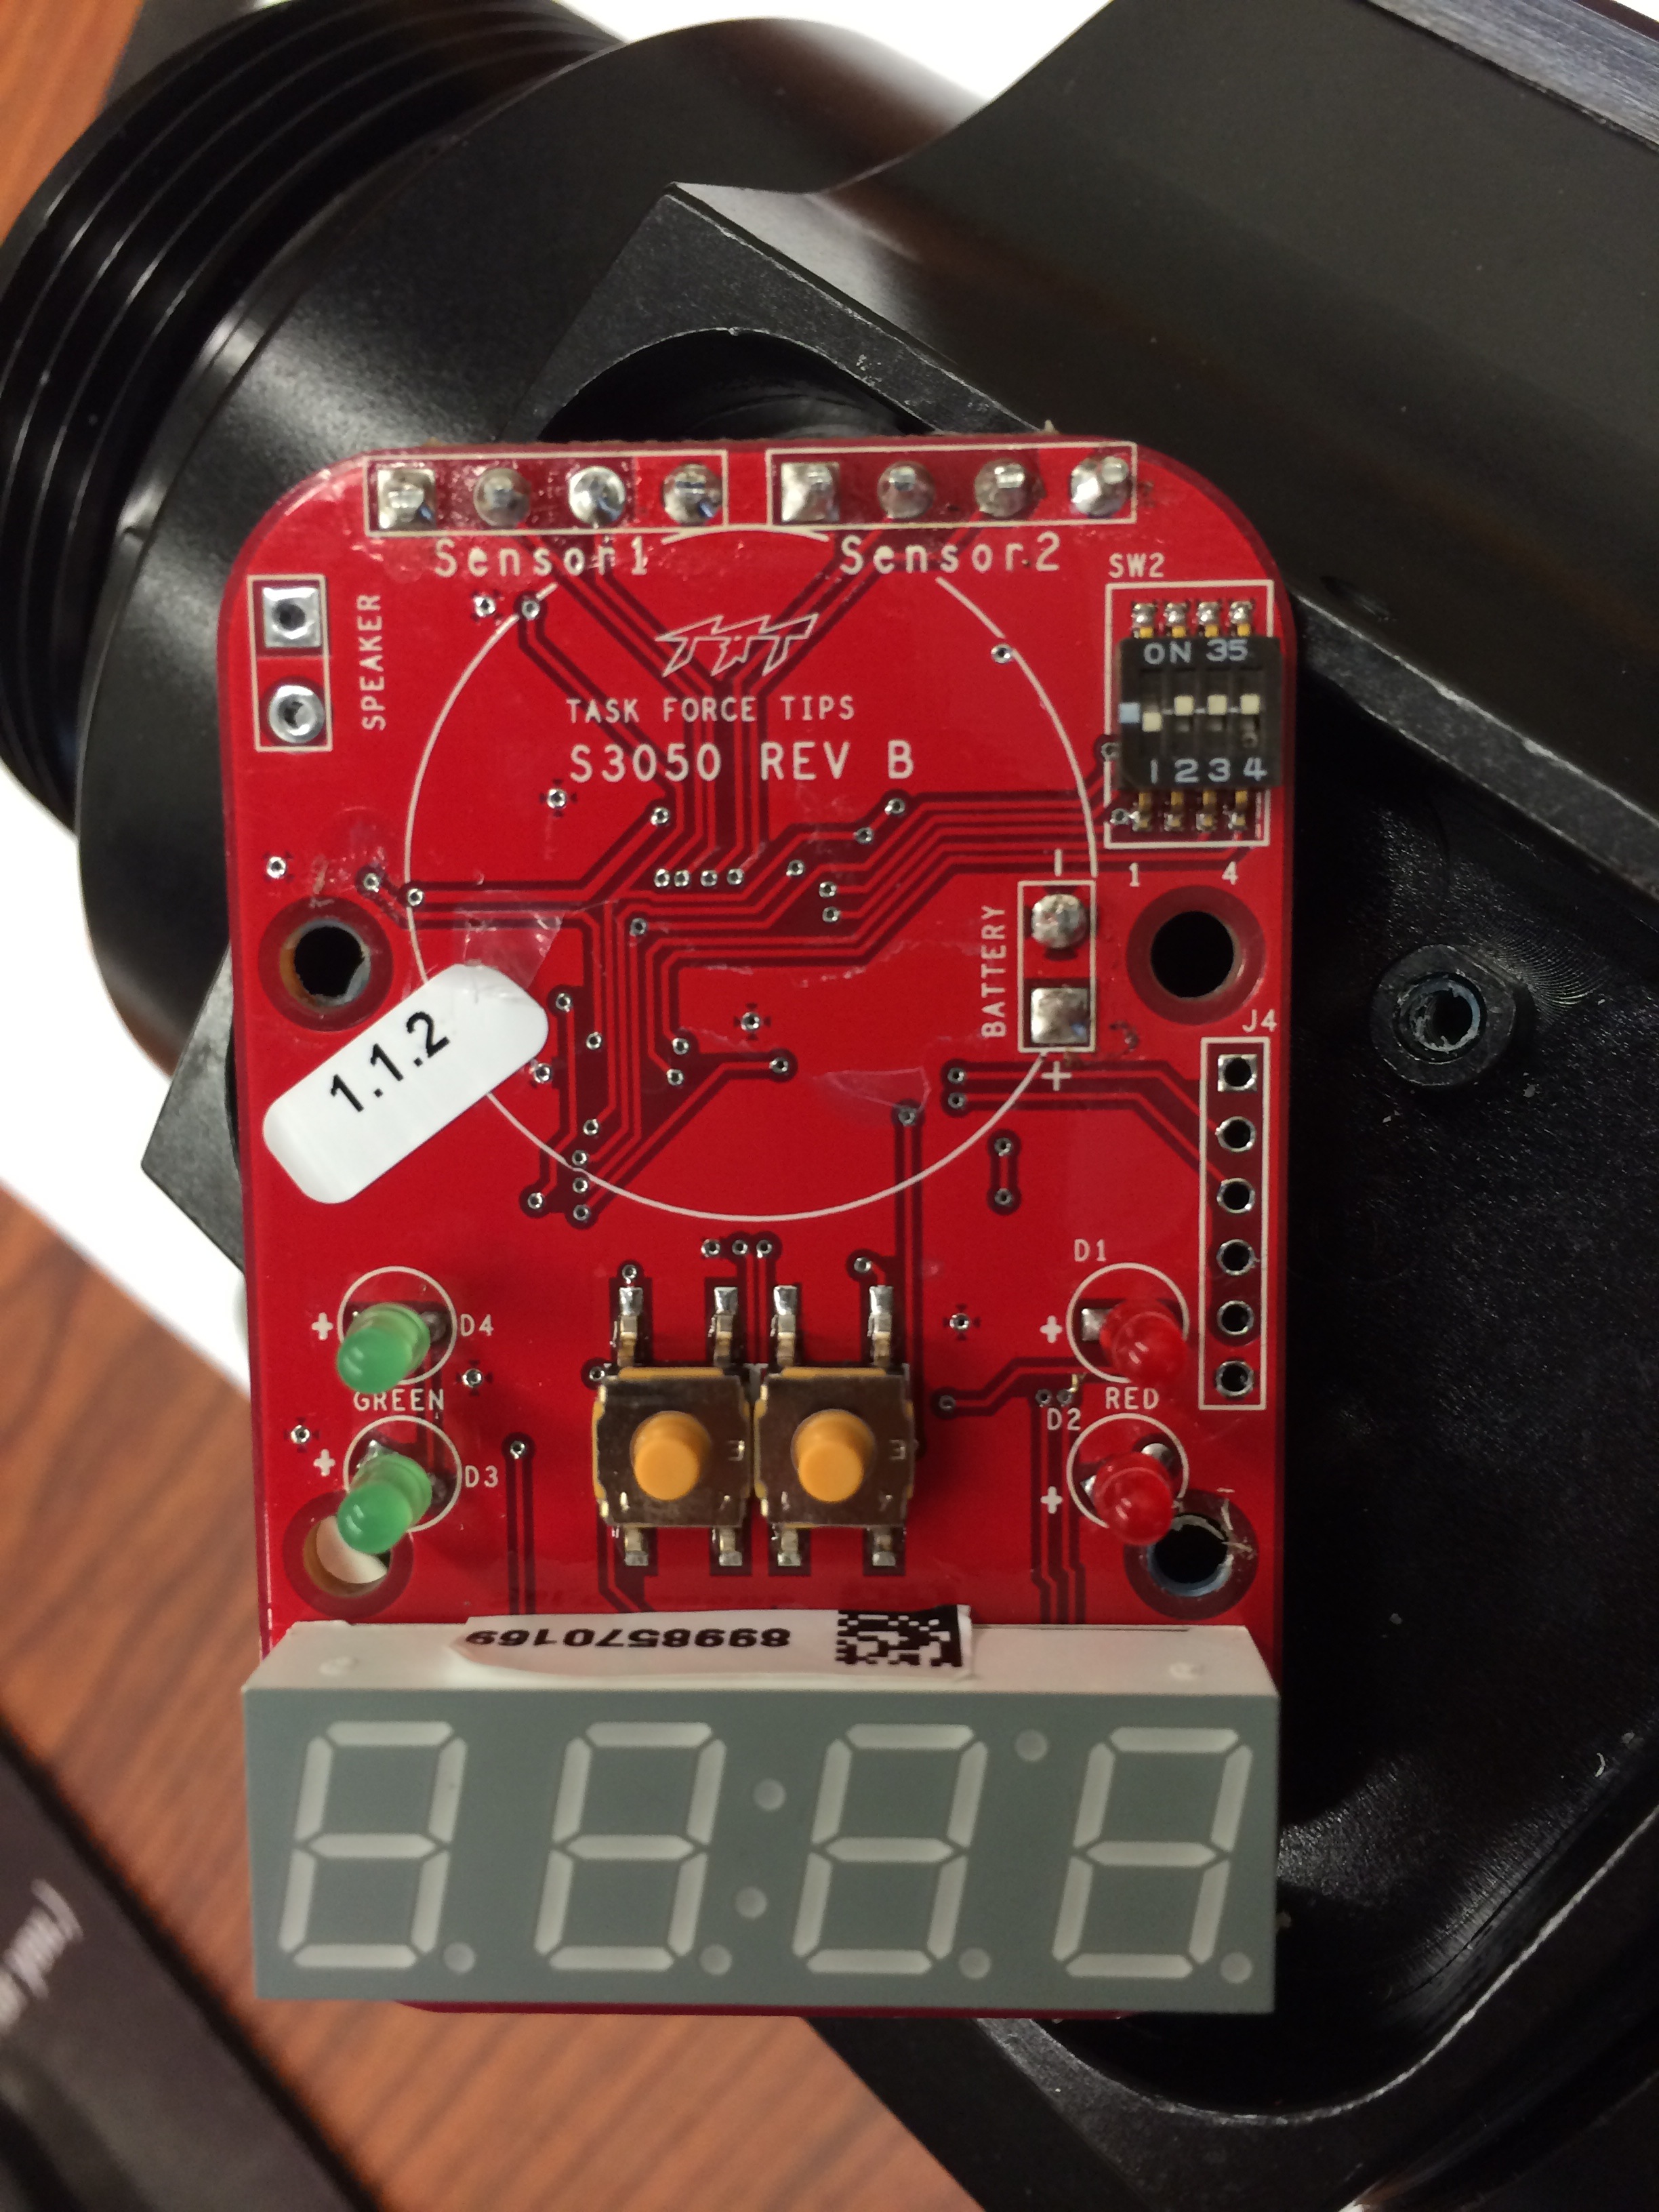 Sensor1
Sensor2
SW2
SPEAKER
ON 35
TFT
TASK FORCE TIPS
S3050 REV B
1 2 3 4
1 4
-
BATTERY
+
J4
1.1.2
D1
+ D4
+
GREEN
RED
D2
+ D3
+
8998570169